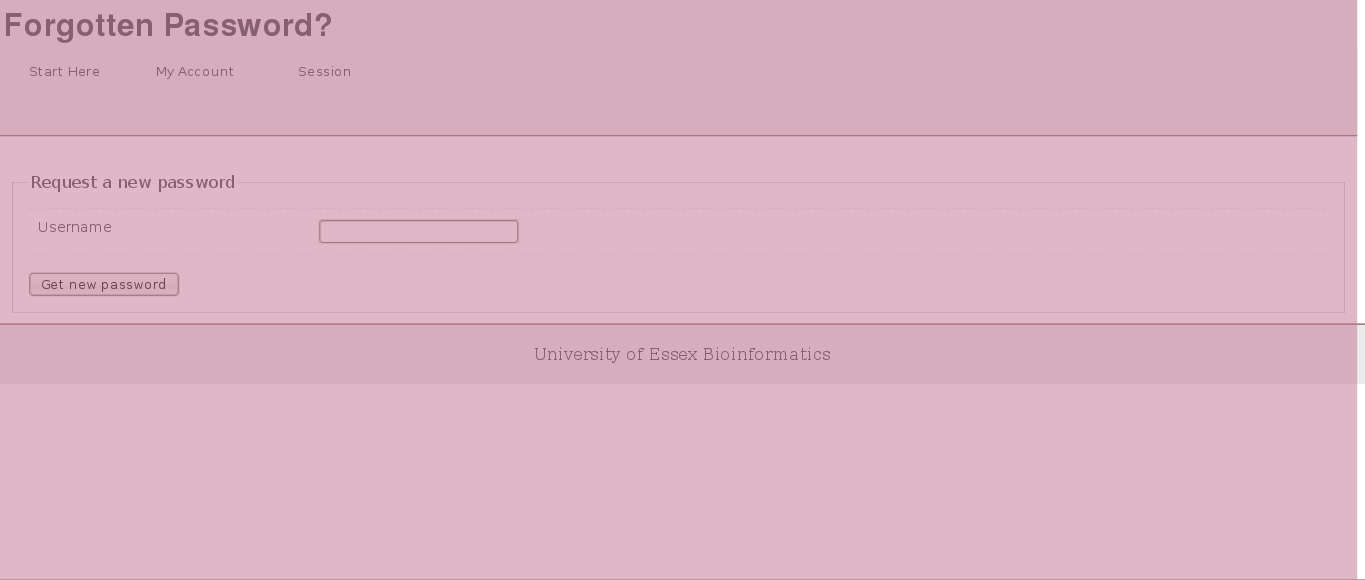 Forgotten Password?
Start Here My Account Session
Request a new password
Username
Get new password
University of Essex Bioinformatics